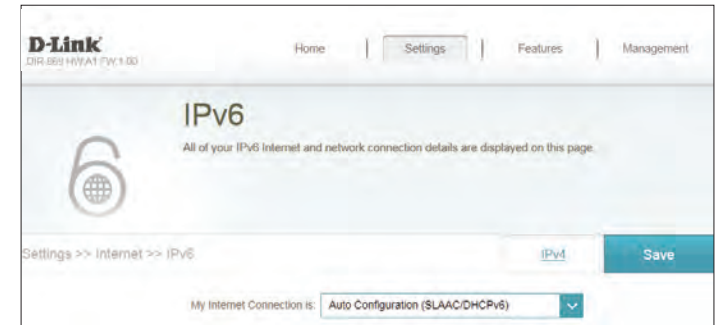 D-Link
DIR-869 HW:A1 FW:1.00
Home | Settings | Features | Management
IPv6
All of your IPv6 Internet and network connection details are displayed on this page.
Settings >> Internet >> IPv6
IPv4
Save
My Internet Connection is: Auto Configuration (SLAAC/DHCPv6)